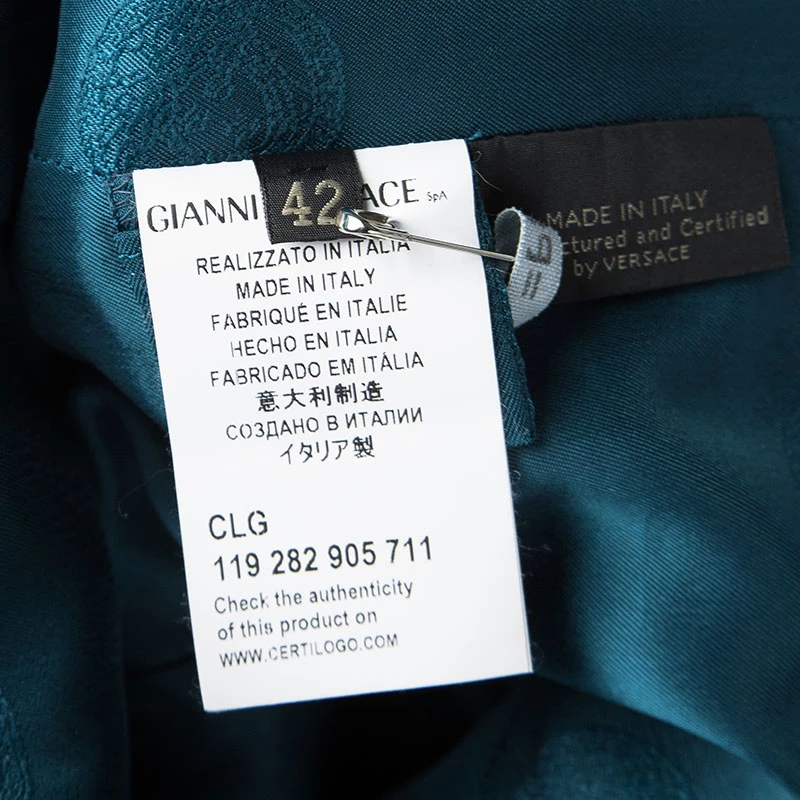 GIANNI ACE SpA
42
REALIZZATO IN ITALIA
MADE IN ITALY
FABRIQUÉ EN ITALIE
HECHO EN ITALIA
FABRICADO EM ITÁLIA
意大利制造
СОЗДАНО В ИТАЛИИ
イタリア製
CLG
119 282 905 711
Check the authenticity
of this product on
WWW.CERTILOGO.COM
MADE IN ITALY
ctured and Certified
by VERSACE